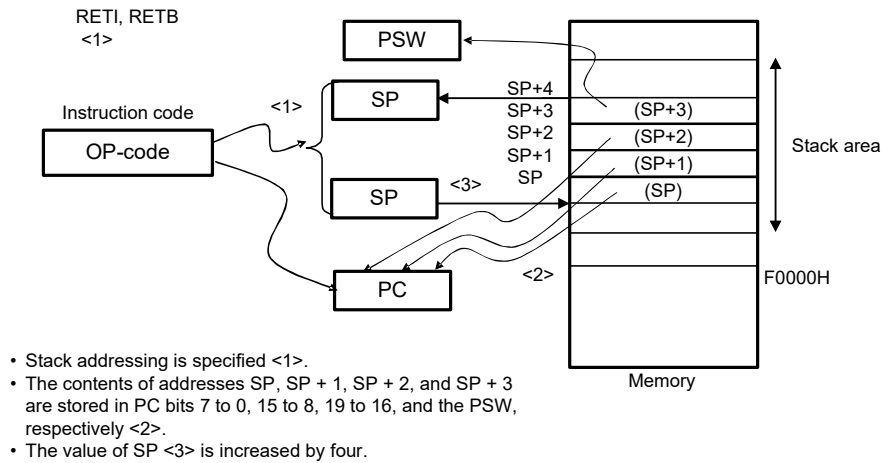 RETI, RETB
<1>
PSW
SP+4
<1>
SP
SP+3
(SP+3)
Instruction code
SP+2
(SP+2)
OP-code
Stack area
SP+1
(SP+1)
<3>
SP
SP
(SP)
<2>
F0000H
PC
Memory
• Stack addressing is specified <1>.
• The contents of addresses SP, SP + 1, SP + 2, and SP + 3
are stored in PC bits 7 to 0, 15 to 8, 19 to 16, and the PSW,
respectively <2>.
• The value of SP <3> is increased by four.